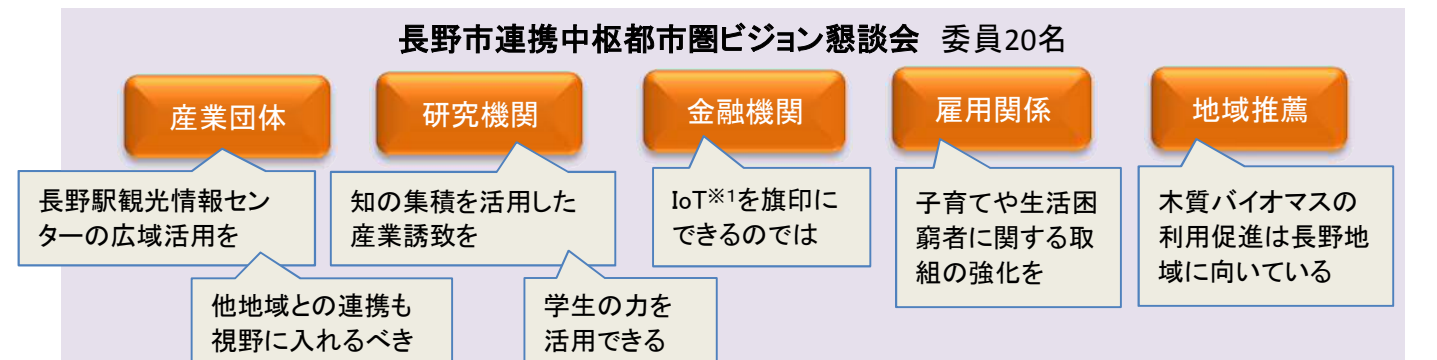 長野市連携中枢都市圏ビジョン懇談会 委員20名
産業団体
研究機関
金融機関
雇用関係
地域推薦
長野駅観光情報セン
ターの広域活用を
知の集積を活用した
産業誘致を
IoT※1を旗印に
できるのでは
子育てや生活困
窮者に関する取
組の強化を
木質バイオマスの
利用促進は長野地
域に向いている
他地域との連携も
視野に入れるべき
学生の力を
活用できる